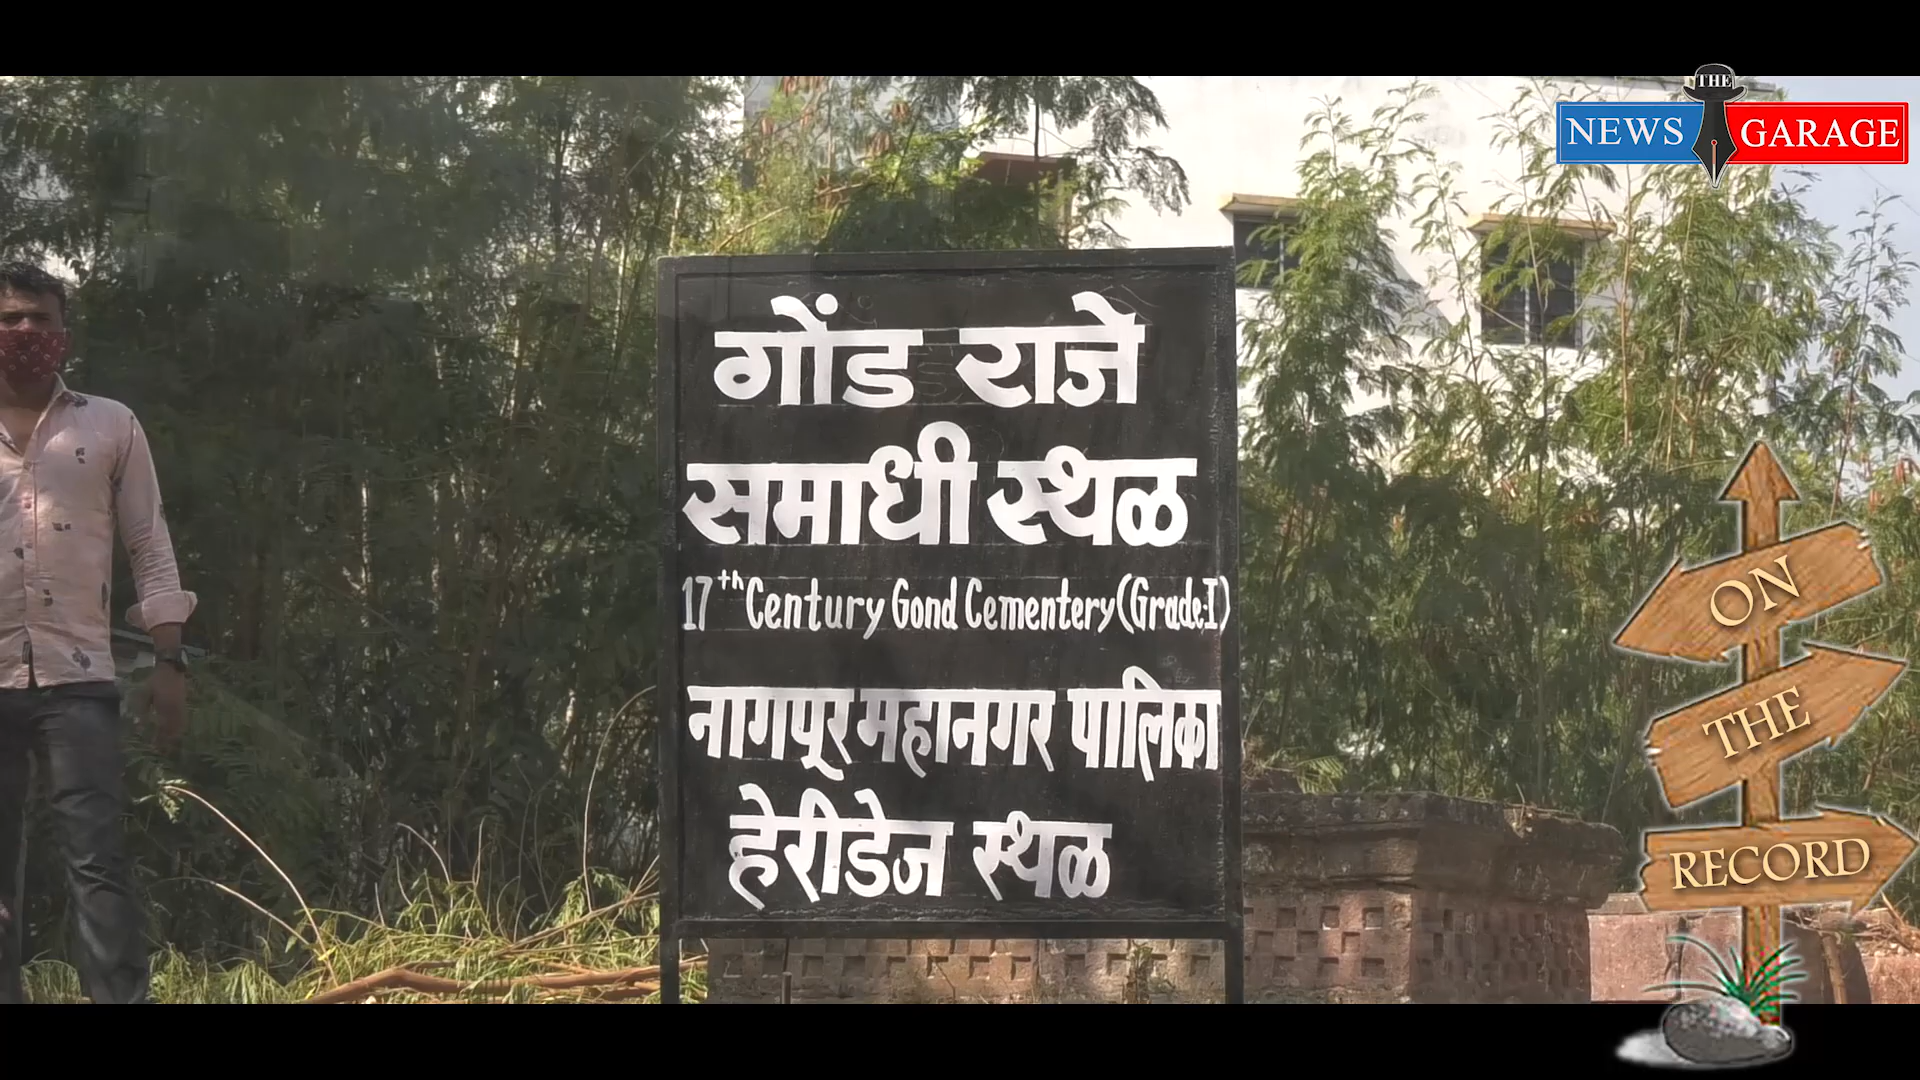 THE
NEWS GARAGE
गोंड राजे
समाधी स्थळ
17th Century Gond Cementery (Grade:I)
नागपूर महानगर पालिका
हेरीडेज स्थळ
ON
THE
RECORD